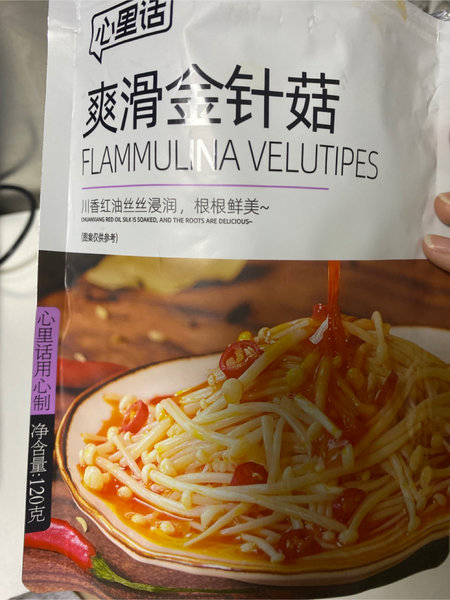 心里话
爽滑金针菇
FLAMMULINA VELUTIPES
川香红油丝丝浸润，根根鲜美~
CHUANXIANG RED OIL SILK IS SOAKED, AND THE ROOTS ARE DELICIOUS~
(图案仅供参考)
心里话用心制
净含量:120克